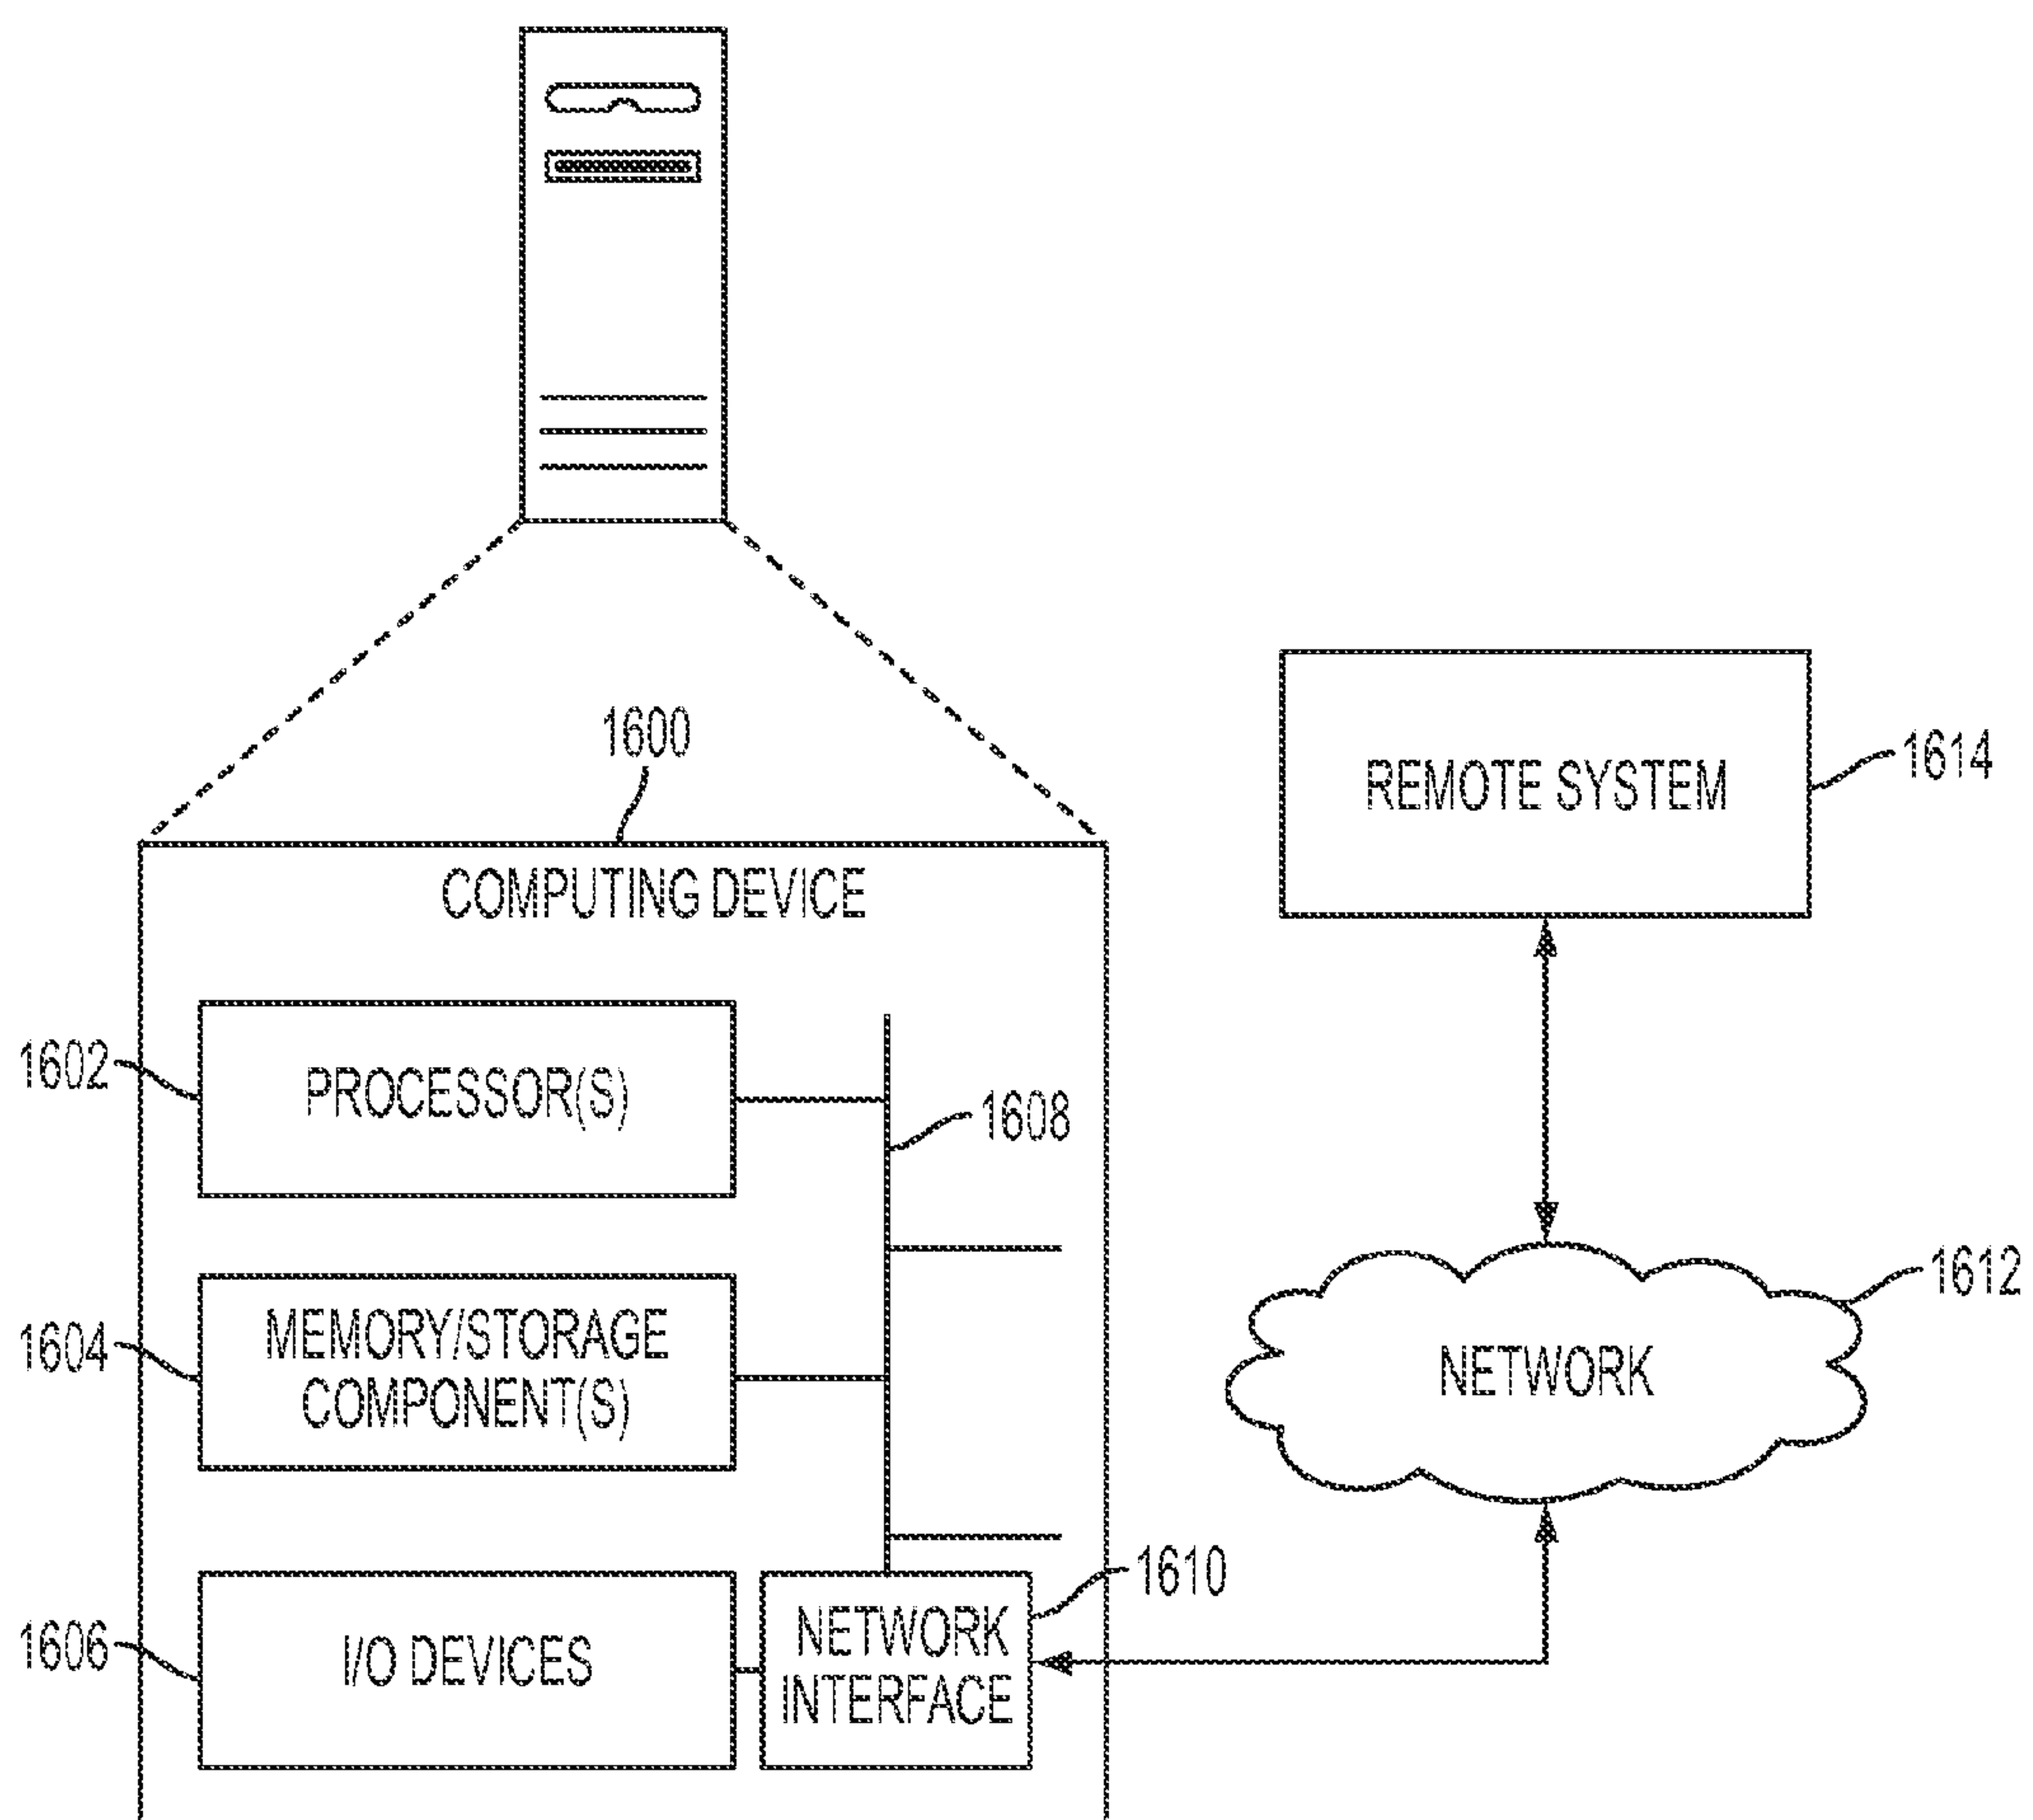 1600
COMPUTING DEVICE
REMOTE SYSTEM
1614
1602
PROCESSOR(S)
1608
1604
MEMORY/STORAGE
COMPONENT(S)
NETWORK
1612
1606
I/O DEVICES
NETWORK
INTERFACE
1610